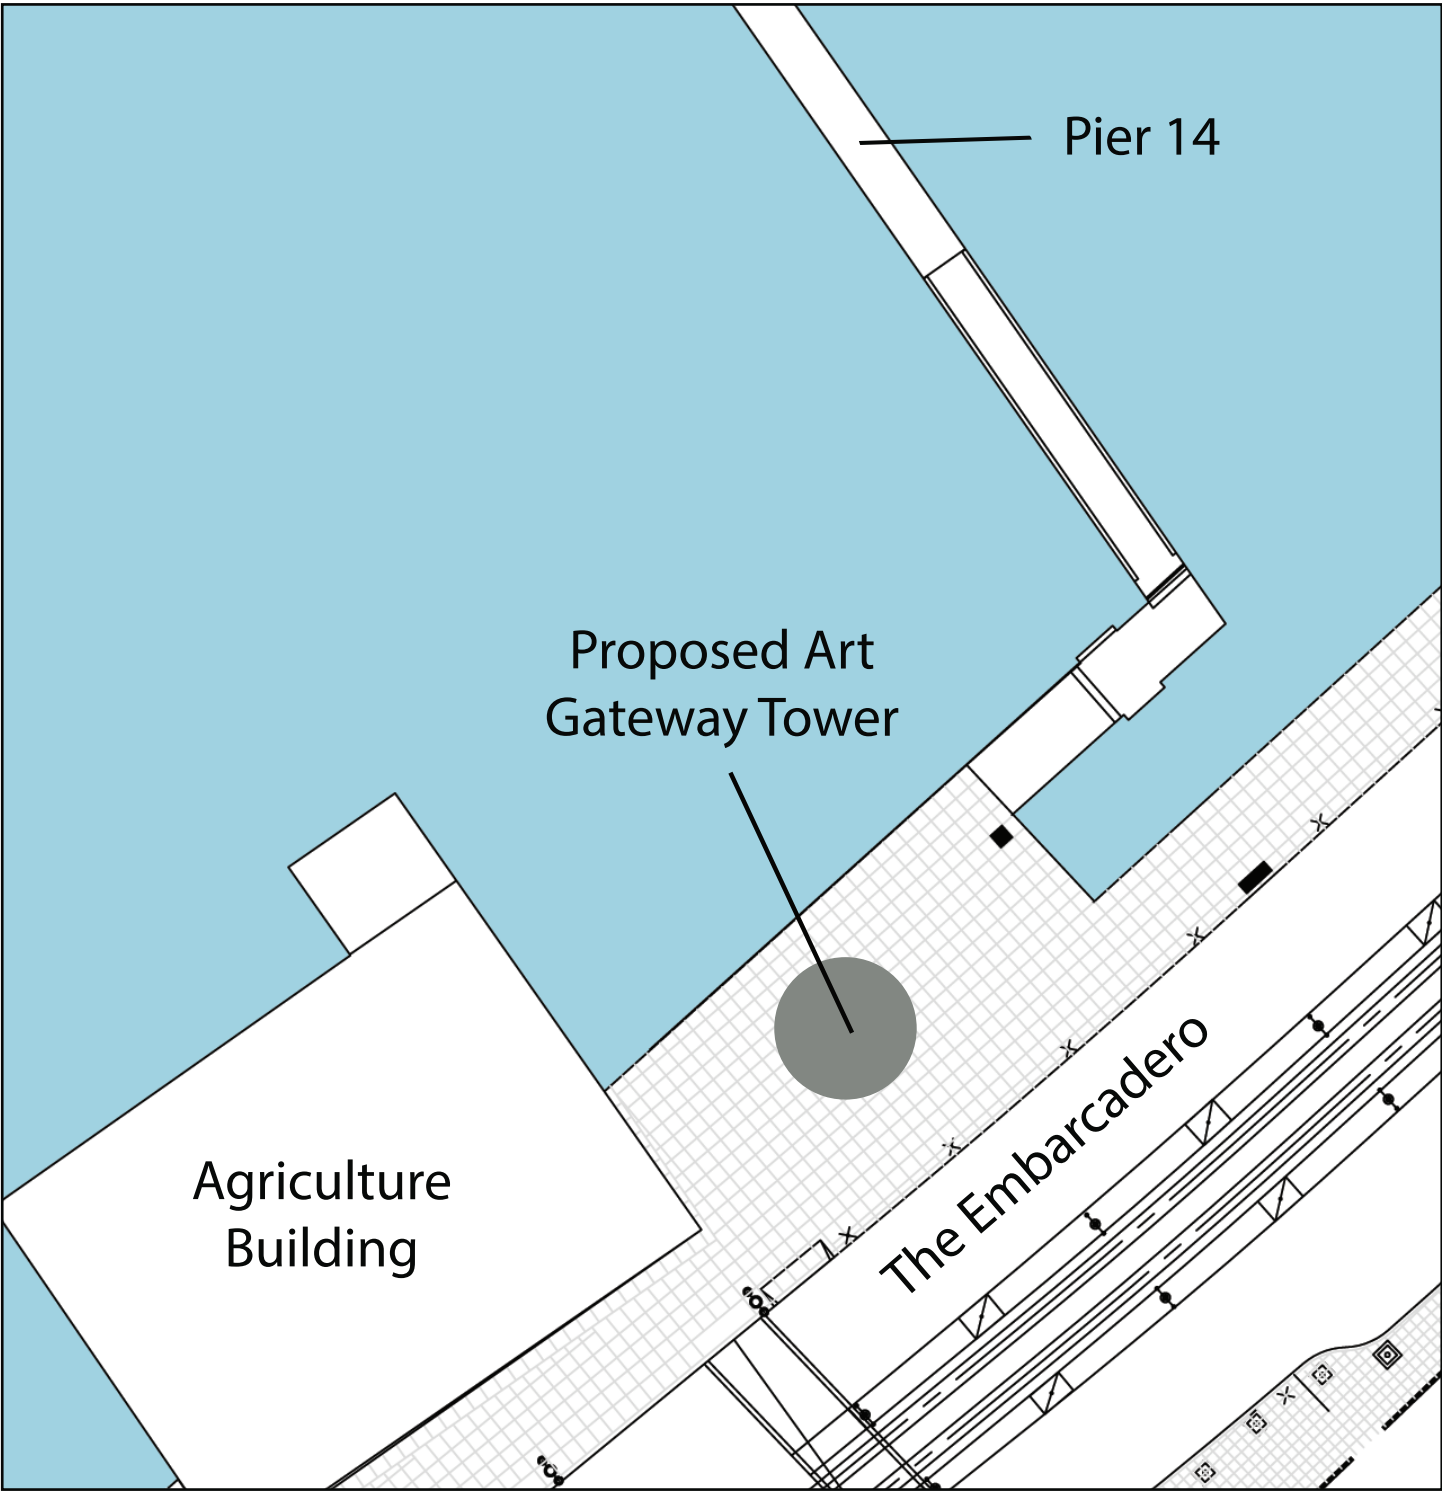 Pier 14
Proposed Art
Gateway Tower
The Embarcadero
Agriculture
Building